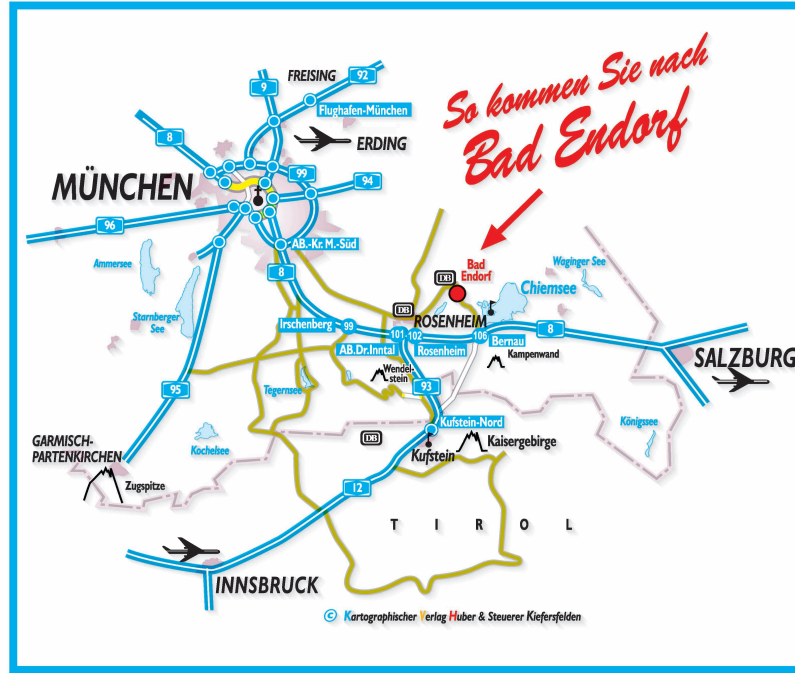 So kommen Sie nach
Bad Endorf
FREISING
92
9
Flughafen-München
8
ERDING
99
94
MÜNCHEN
96
AB.-Kr. M.-Süd
Ammersee
8
Starnberger
See
DB
Bad
Endorf
Waginger See
Chiemsee
DB
ROSENHEIM
Irschenberg
99
101
102
106
8
AB.Dr.Inntal
Rosenheim
Bernau
Kampenwand
SALZBURG
Wendel-
stein
93
95
Tegernsee
Kufstein-Nord
Königssee
GARMISCH-
PARTENKIRCHEN
Kochelsee
DB
Kufstein
Kaisergebirge
Zugspitze
12
TIROL
INNSBRUCK
© Kartographischer Verlag Huber & Steuerer Kiefersfelden